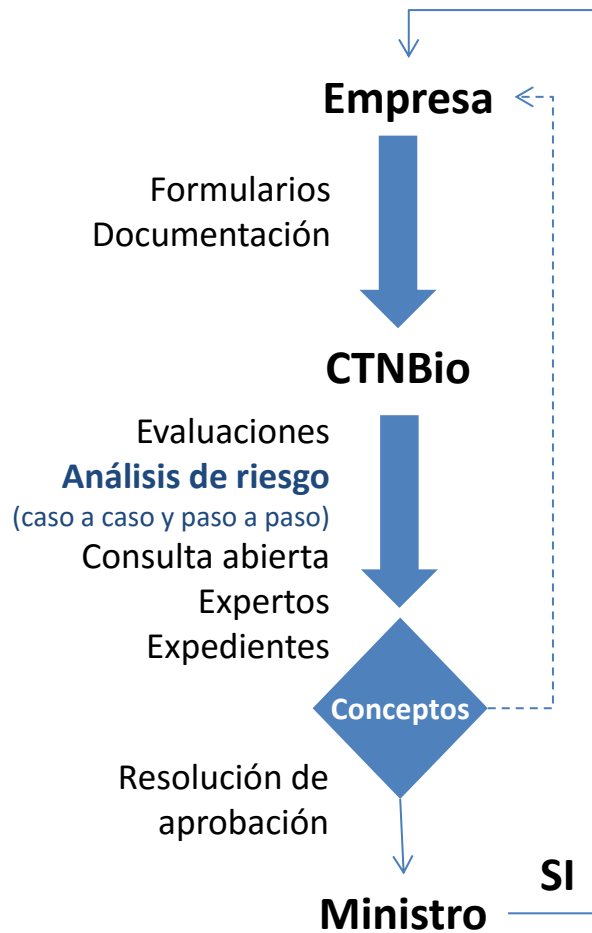 Empresa
Formularios
Documentación
CTNBio
Evaluaciones
Análisis de riesgo
(caso a caso y paso a paso)
Consulta abierta
Expertos
Expedientes
Conceptos
Resolución de
aprobación
SI
Ministro